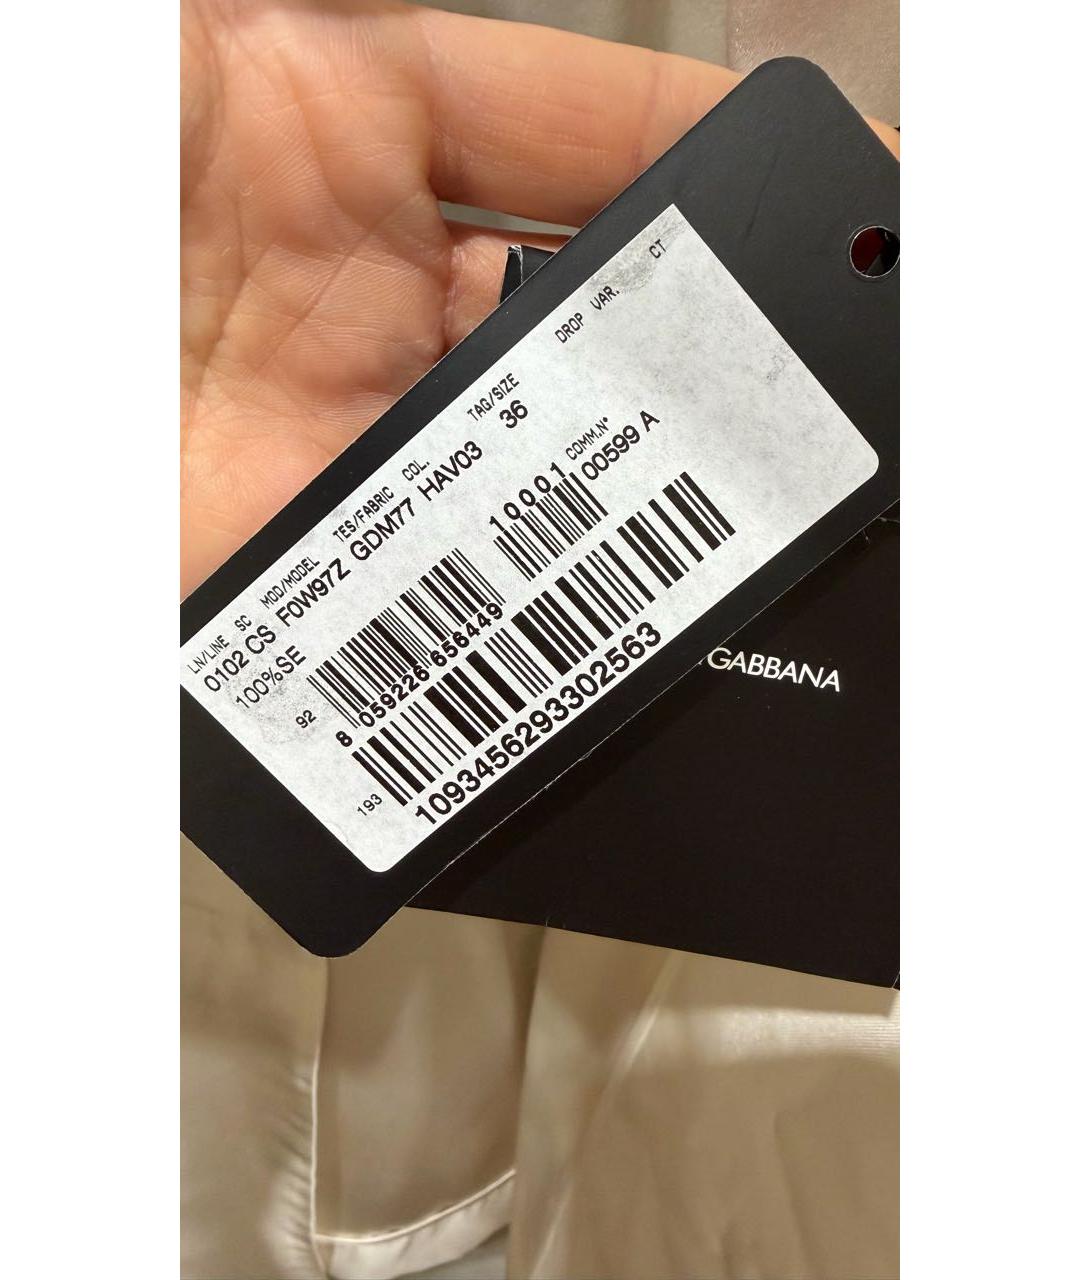 LN/LINE SC MOD/MODEL TES/FABRIC COL. TAG/SIZE DROP VAR. CT
0102 CS F0W97Z GDM77 HAV03 36
100%SE
10001 COMM.N°
00599 A
92
8 059226 656449
193
1093456293302563
GABBANA